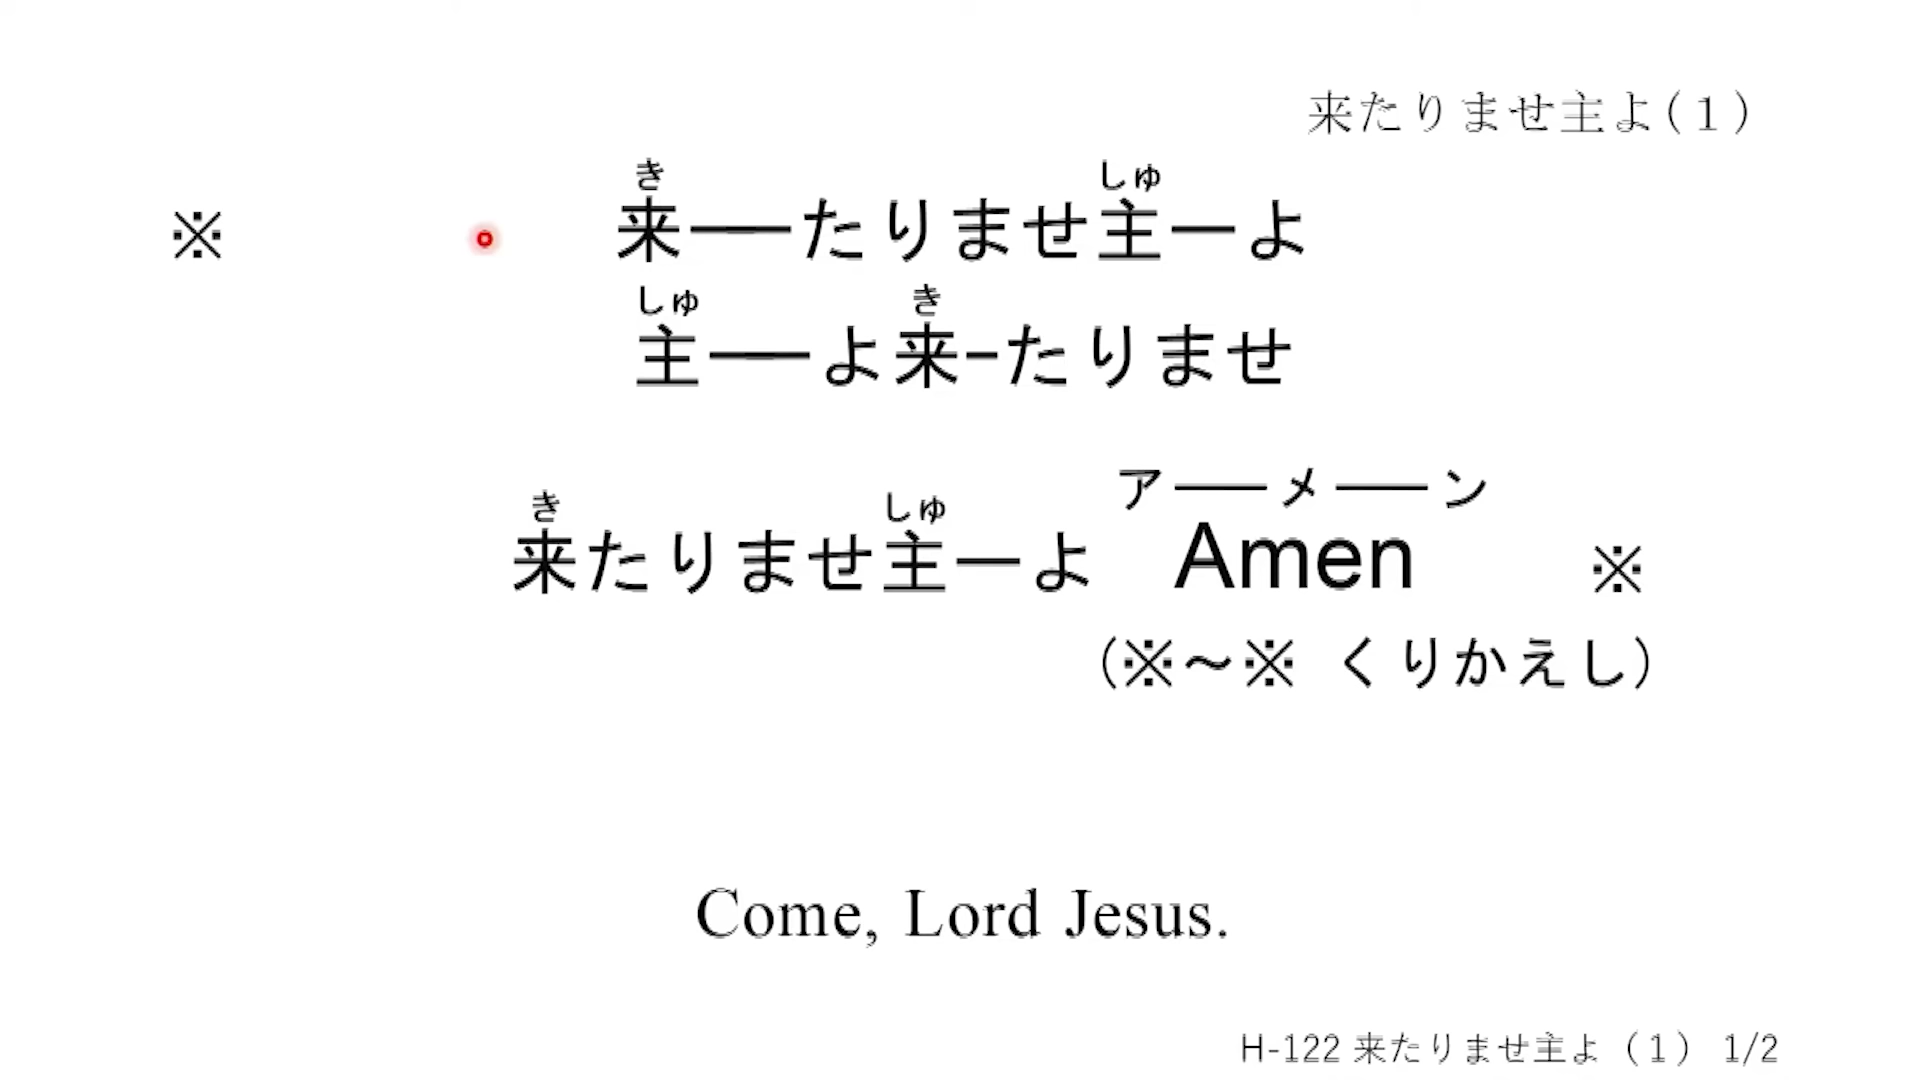 来たりませ主よ(1)
き しゅ
※ 来──たりませ主─よ
しゅ き
主──よ来-たりませ
き しゅ ア──メ──ン
来たりませ主─よ Amen ※
(※～※ くりかえし)
Come, Lord Jesus.
H-122 来たりませ主よ（1） 1/2